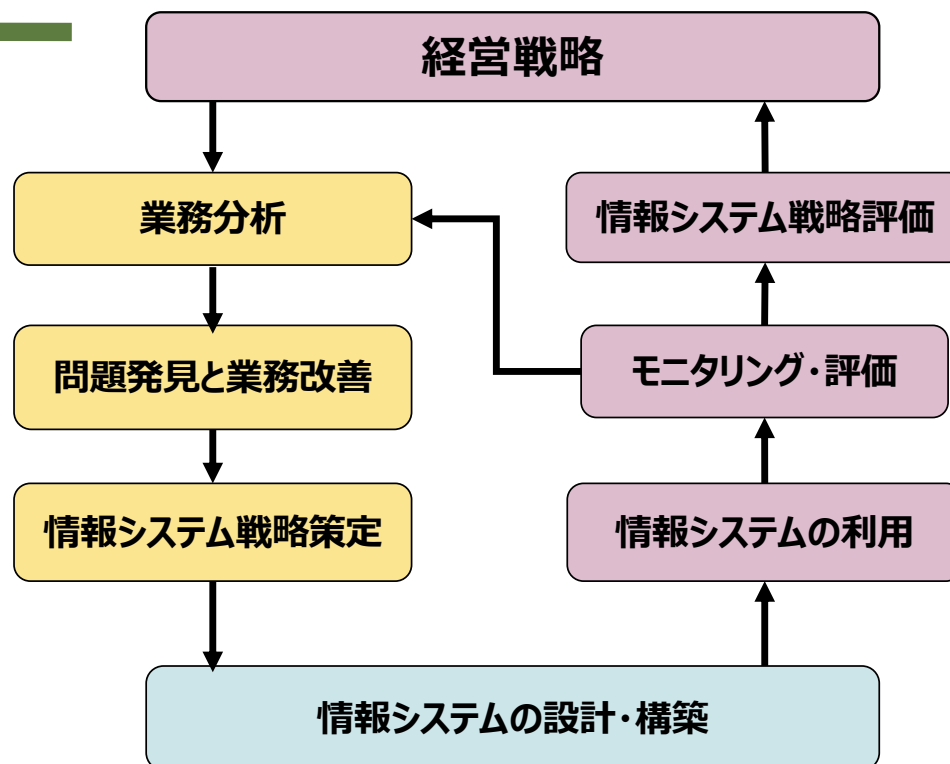 経営戦略
業務分析
情報システム戦略評価
問題発見と業務改善
モニタリング・評価
情報システム戦略策定
情報システムの利用
情報システムの設計・構築